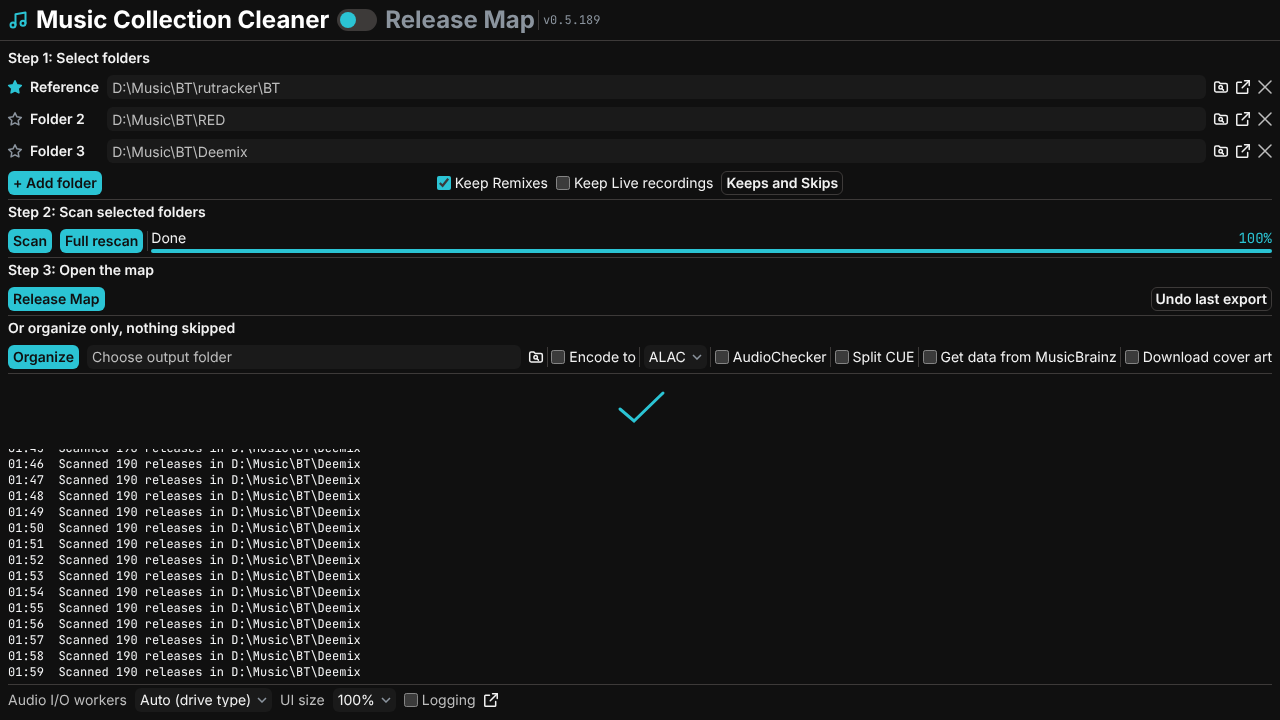 Music Collection Cleaner Release Map v0.5.189
Step 1: Select folders
Reference D:\Music\BT\rutracker\BT
Folder 2 D:\Music\BT\RED
Folder 3 D:\Music\BT\Deemix
+ Add folder Keep Remixes Keep Live recordings Keeps and Skips
Step 2: Scan selected folders
Scan Full rescan Done 100%
Step 3: Open the map
Release Map Undo last export
Or organize only, nothing skipped
Organize Choose output folder Encode to ALAC AudioChecker Split CUE Get data from MusicBrainz Download cover art
01:45 Scanned 190 releases in D:\Music\BT\Deemix
01:46 Scanned 190 releases in D:\Music\BT\Deemix
01:47 Scanned 190 releases in D:\Music\BT\Deemix
01:48 Scanned 190 releases in D:\Music\BT\Deemix
01:49 Scanned 190 releases in D:\Music\BT\Deemix
01:50 Scanned 190 releases in D:\Music\BT\Deemix
01:51 Scanned 190 releases in D:\Music\BT\Deemix
01:52 Scanned 190 releases in D:\Music\BT\Deemix
01:53 Scanned 190 releases in D:\Music\BT\Deemix
01:54 Scanned 190 releases in D:\Music\BT\Deemix
01:55 Scanned 190 releases in D:\Music\BT\Deemix
01:56 Scanned 190 releases in D:\Music\BT\Deemix
01:57 Scanned 190 releases in D:\Music\BT\Deemix
01:58 Scanned 190 releases in D:\Music\BT\Deemix
01:59 Scanned 190 releases in D:\Music\BT\Deemix
Audio I/O workers Auto (drive type) UI size 100% Logging